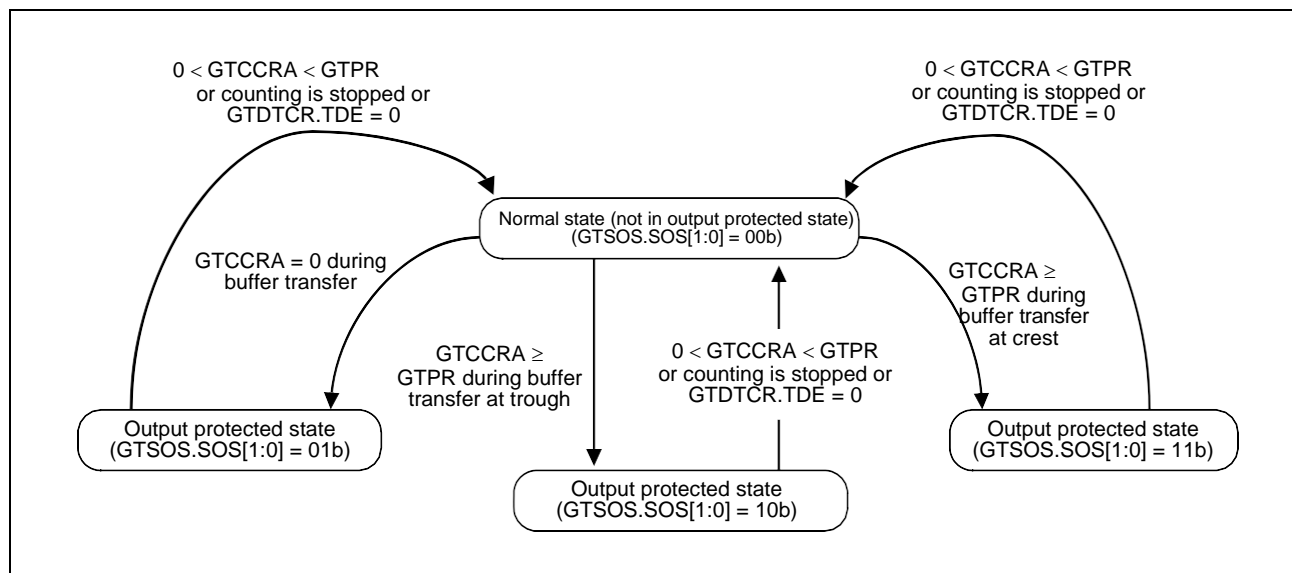 0 < GTCCRA < GTPR
or counting is stopped or
GTDTCR.TDE = 0
0 < GTCCRA < GTPR
or counting is stopped or
GTDTCR.TDE = 0
Normal state (not in output protected state)
(GTSOS.SOS[1:0] = 00b)
GTCCRA = 0 during
buffer transfer
GTCCRA ≥
GTPR during buffer
transfer at trough
0 < GTCCRA < GTPR
or counting is stopped or
GTDTCR.TDE = 0
GTCCRA ≥
GTPR during
buffer transfer
at crest
Output protected state
(GTSOS.SOS[1:0] = 01b)
Output protected state
(GTSOS.SOS[1:0] = 10b)
Output protected state
(GTSOS.SOS[1:0] = 11b)